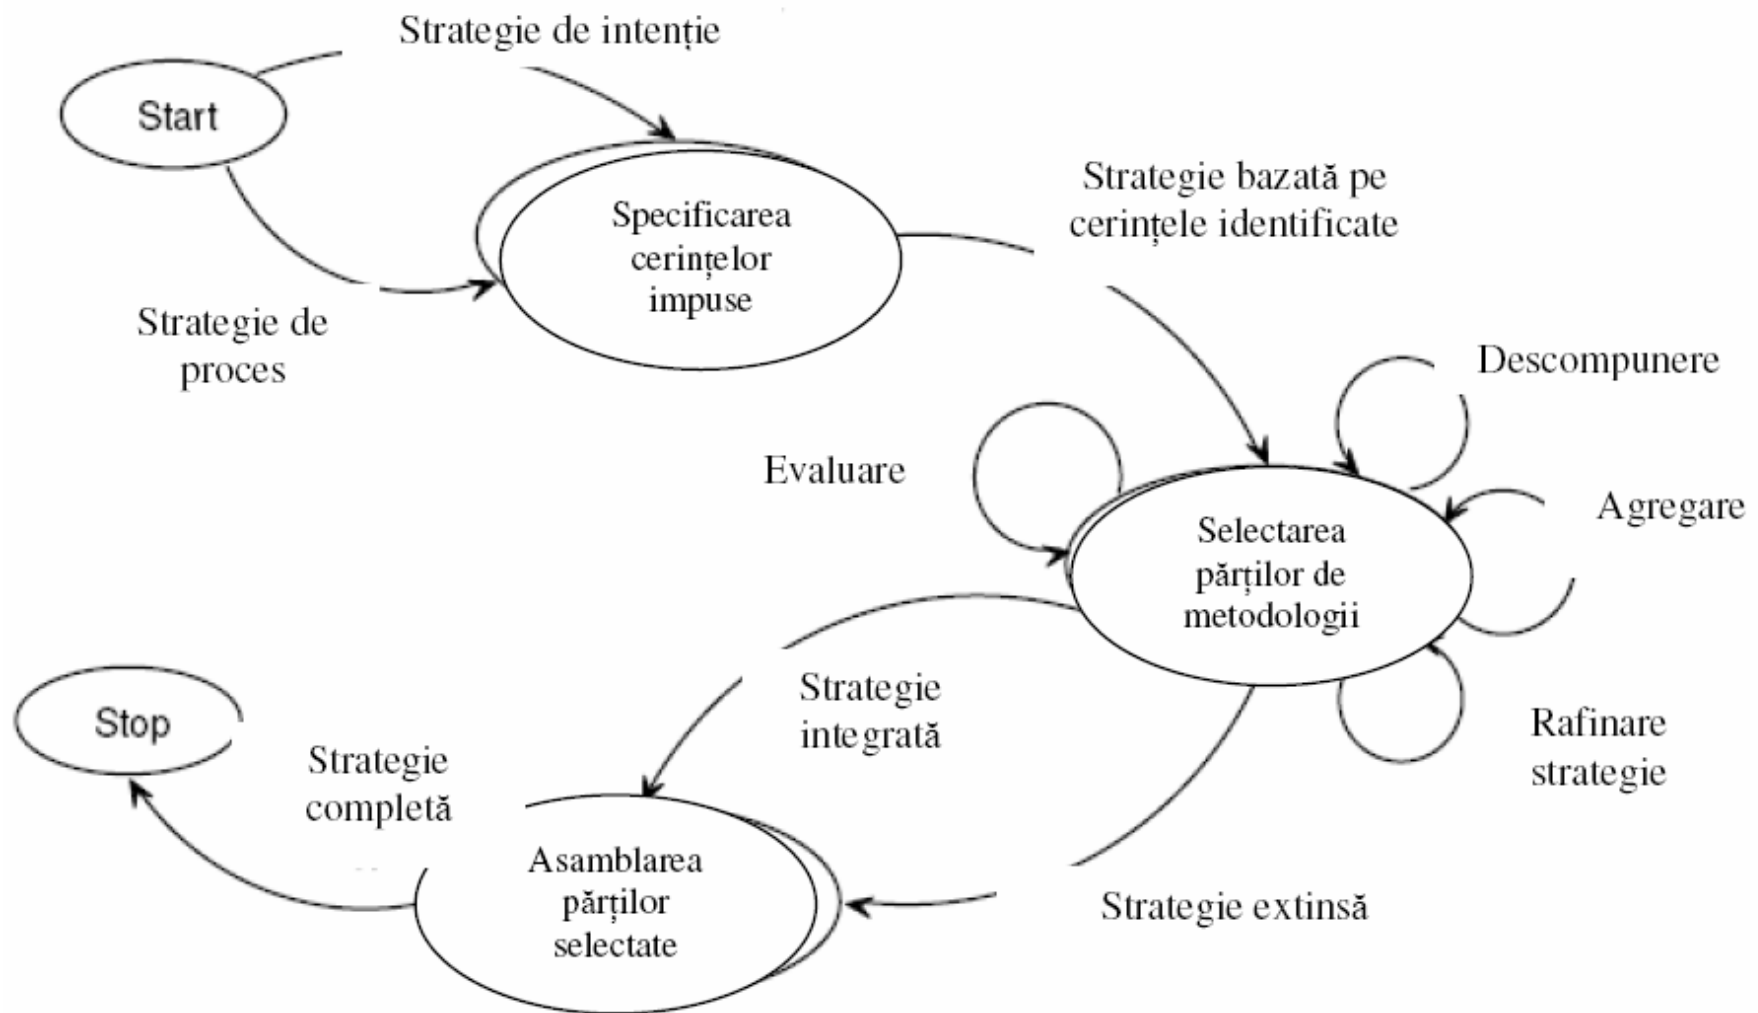 Strategie de intenție
Start
Specificarea
cerințelor
impuse
Strategie bazată pe
cerințele identificate
Strategie de
proces
Descompunere
Evaluare
Agregare
Selectarea
părților de
metodologii
Strategie
integrată
Rafinare
strategie
Stop
Strategie
completă
Asamblarea
părților
selectate
Strategie extinsă